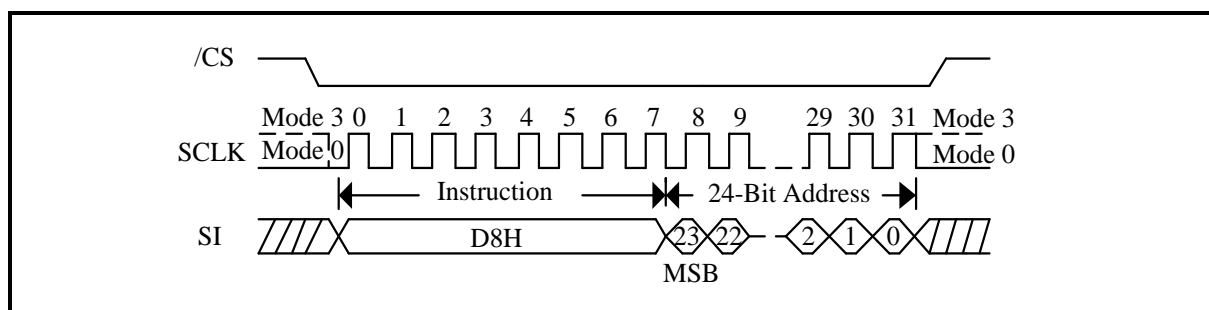 /CS
Mode 3 0 1 2 3 4 5 6 7 8 9 29 30 31 Mode 3
SCLK Mode 0 Mode 0
Instruction 24-Bit Address
SI D8H 23 22 2 1 0
MSB